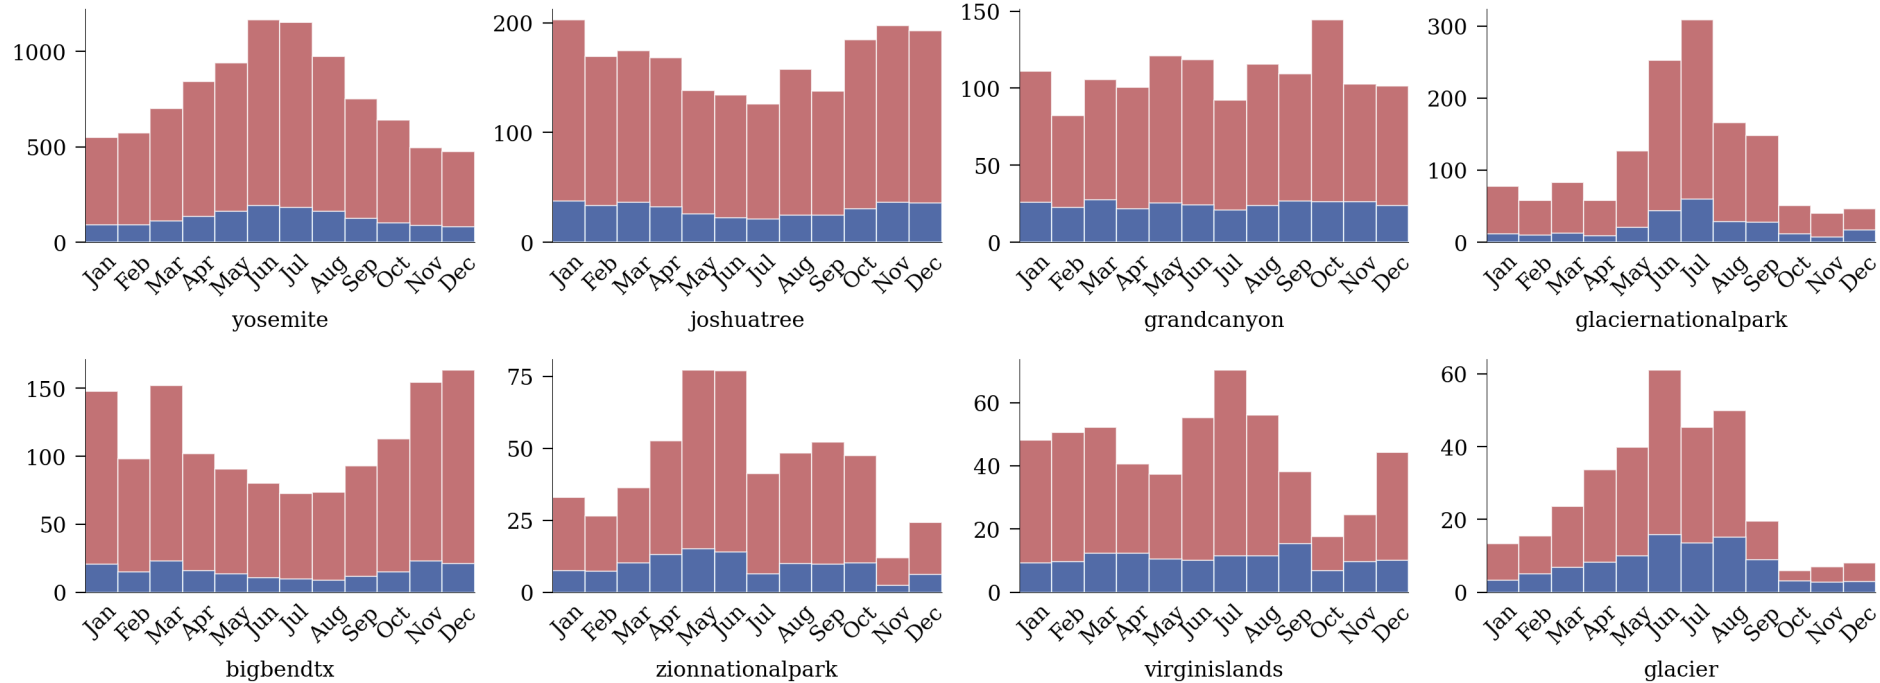 1000
500
0
Jan Feb Mar Apr May Jun Jul Aug Sep Oct Nov Dec
yosemite
200
100
0
Jan Feb Mar Apr May Jun Jul Aug Sep Oct Nov Dec
joshuatree
150
100
50
0
Jan Feb Mar Apr May Jun Jul Aug Sep Oct Nov Dec
grandcanyon
300
200
100
0
Jan Feb Mar Apr May Jun Jul Aug Sep Oct Nov Dec
glaciernationalpark
150
100
50
0
Jan Feb Mar Apr May Jun Jul Aug Sep Oct Nov Dec
bigbendtx
75
50
25
0
Jan Feb Mar Apr May Jun Jul Aug Sep Oct Nov Dec
zionnationalpark
60
40
20
0
Jan Feb Mar Apr May Jun Jul Aug Sep Oct Nov Dec
virginislands
60
40
20
0
Jan Feb Mar Apr May Jun Jul Aug Sep Oct Nov Dec
glacier